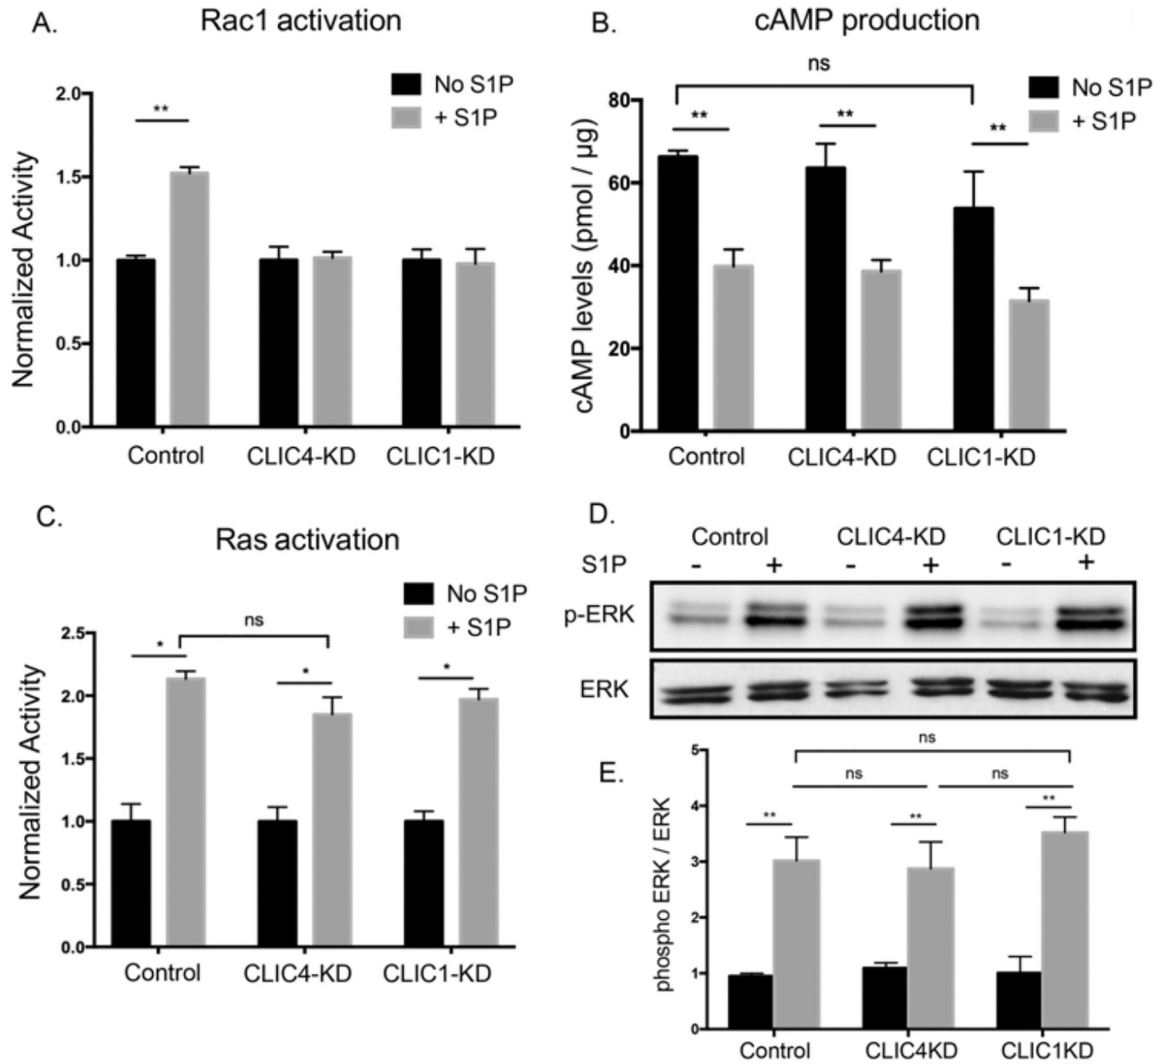 A.
Rac1 activation
No S1P
+ S1P
2.0
1.5
1.0
0.5
0.0
Normalized Activity
**
Control
CLIC4-KD
CLIC1-KD
B.
cAMP production
ns
No S1P
+ S1P
80
60
40
20
0
cAMP levels (pmol / µg)
**
**
**
Control
CLIC4-KD
CLIC1-KD
C.
Ras activation
No S1P
+ S1P
2.5
2.0
1.5
1.0
0.5
0.0
Normalized Activity
ns
*
*
*
Control
CLIC4-KD
CLIC1-KD
D.
Control CLIC4-KD CLIC1-KD
S1P - + - + - +
p-ERK
ERK
E.
5
4
3
2
1
0
phospho ERK / ERK
ns
ns
ns
**
**
**
Control
CLIC4KD
CLIC1KD